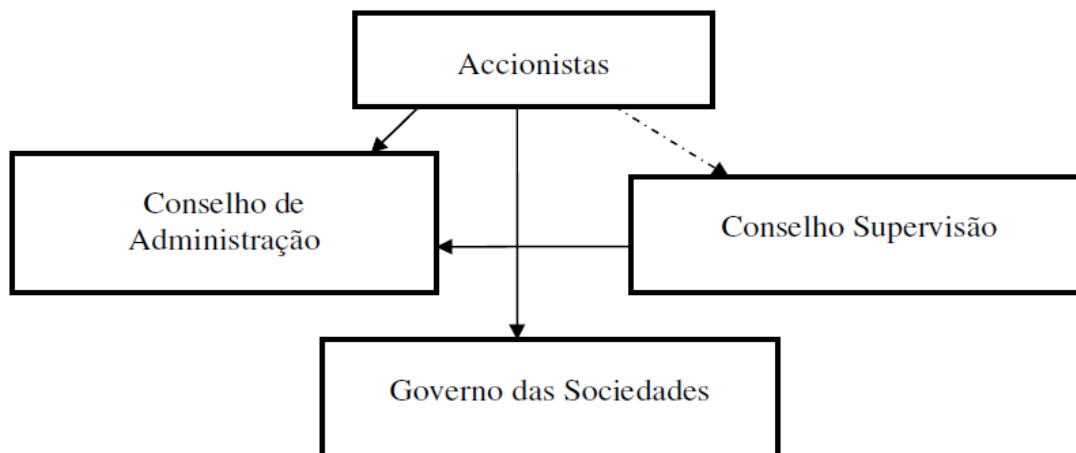 Accionistas
Conselho de
Administração
Conselho Supervisão
Governo das Sociedades